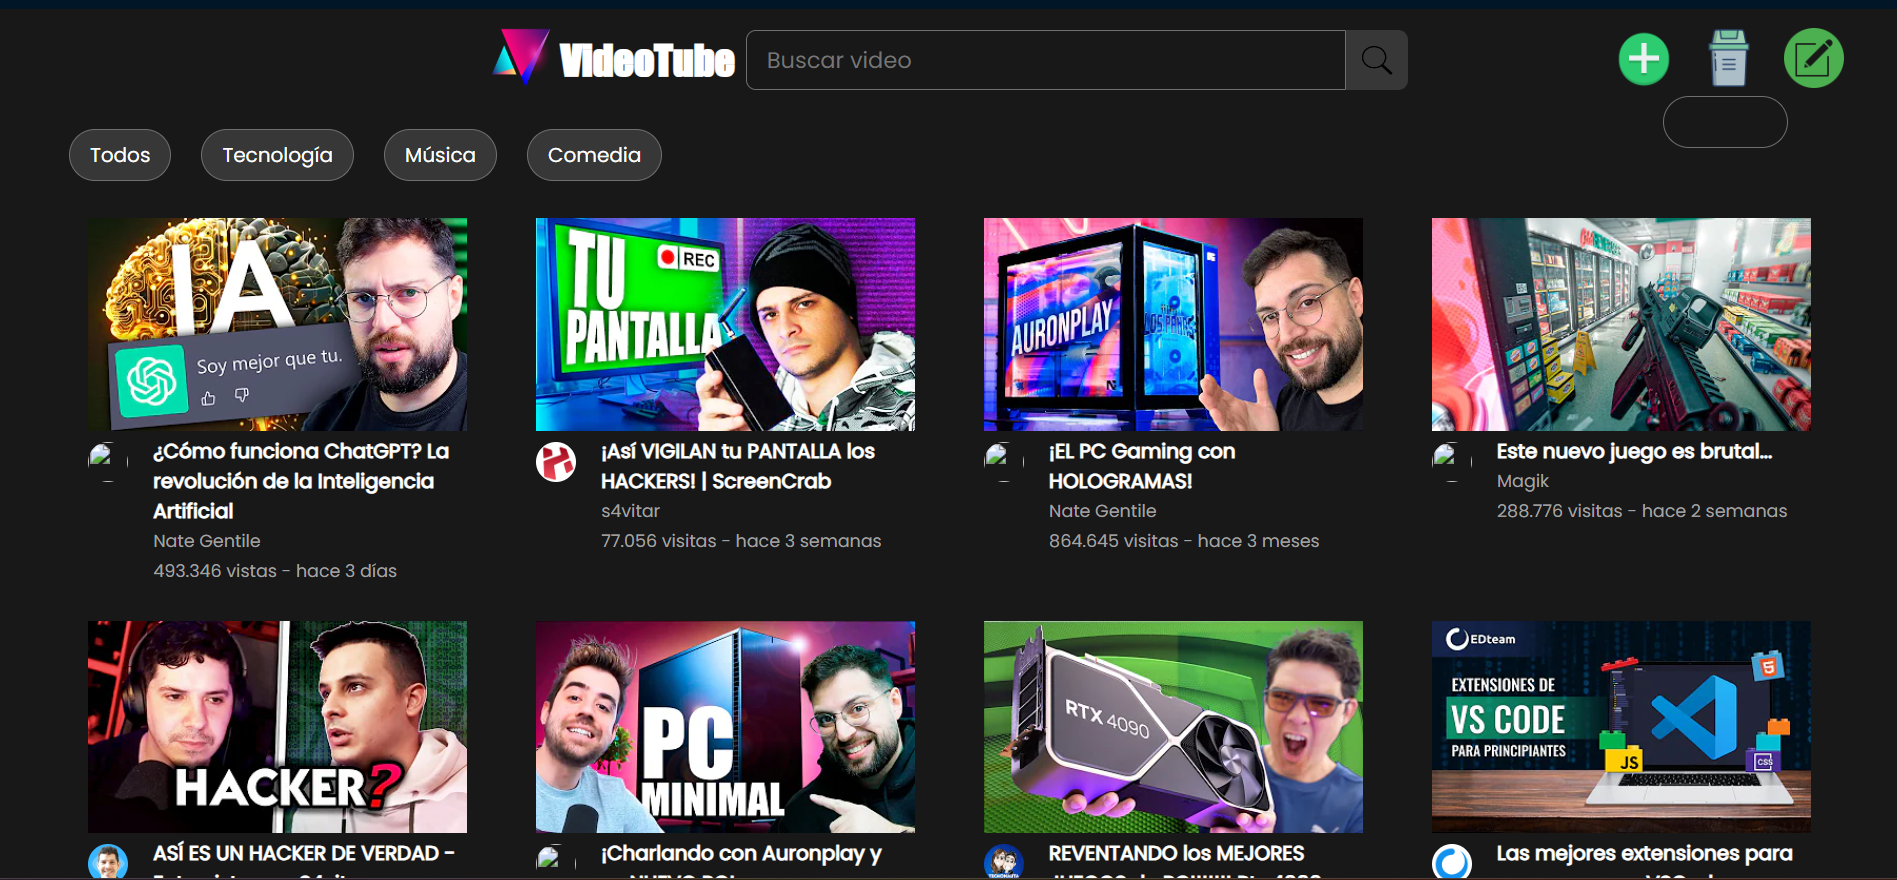 VideoTube
Buscar video
Todos
Tecnología
Música
Comedia
IA
Soy mejor que tu.
TU
PANTALLA
REC
AURONPLAY
¿Cómo funciona ChatGPT? La
revolución de la Inteligencia
Artificial
Nate Gentile
493.346 vistas - hace 3 días
¡Así VIGILAN tu PANTALLA los
HACKERS! | ScreenCrab
s4vitar
77.056 visitas - hace 3 semanas
¡EL PC Gaming con
HOLOGRAMAS!
Nate Gentile
864.645 visitas - hace 3 meses
Este nuevo juego es brutal...
Magik
288.776 visitas - hace 2 semanas
HACKER?
PC
MINIMAL
RTX 4090
EDteam
EXTENSIONES DE
VS CODE
PARA PRINCIPIANTES
JS
CSS
ASÍ ES UN HACKER DE VERDAD -
¡Charlando con Auronplay y
REVENTANDO los MEJORES
Las mejores extensiones para